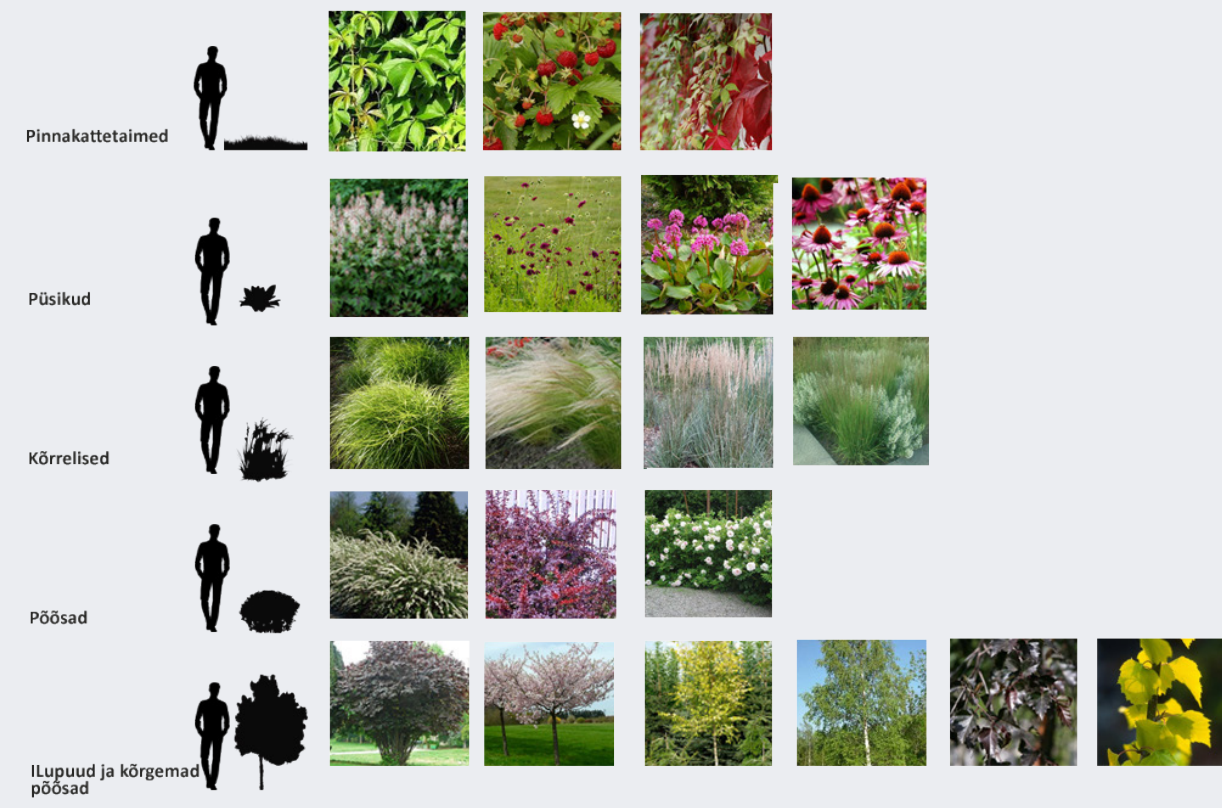 Pinnakattetaimed
Püsikud
Kõrrelised
Põõsad
ILupuud ja kõrgemad
põõsad